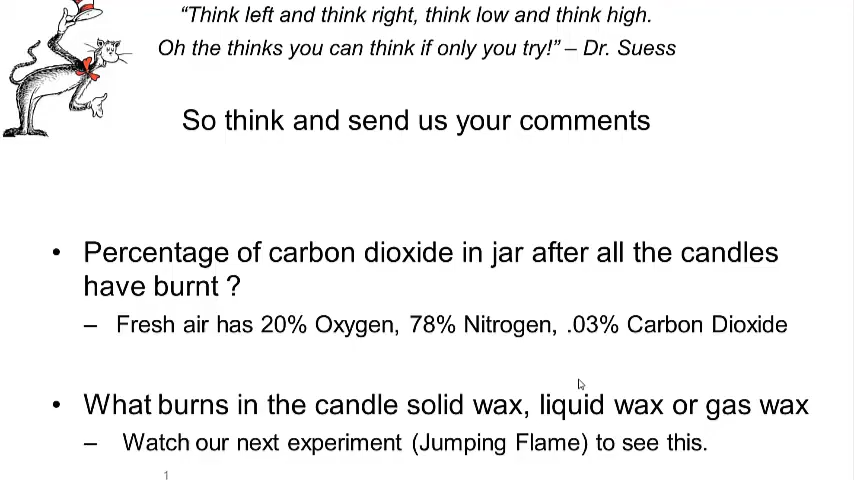 “Think left and think right, think low and think high.
Oh the thinks you can think if only you try!” – Dr. Suess
So think and send us your comments
• Percentage of carbon dioxide in jar after all the candles
have burnt ?
– Fresh air has 20% Oxygen, 78% Nitrogen, .03% Carbon Dioxide
• What burns in the candle solid wax, liquid wax or gas wax
– Watch our next experiment (Jumping Flame) to see this.
1